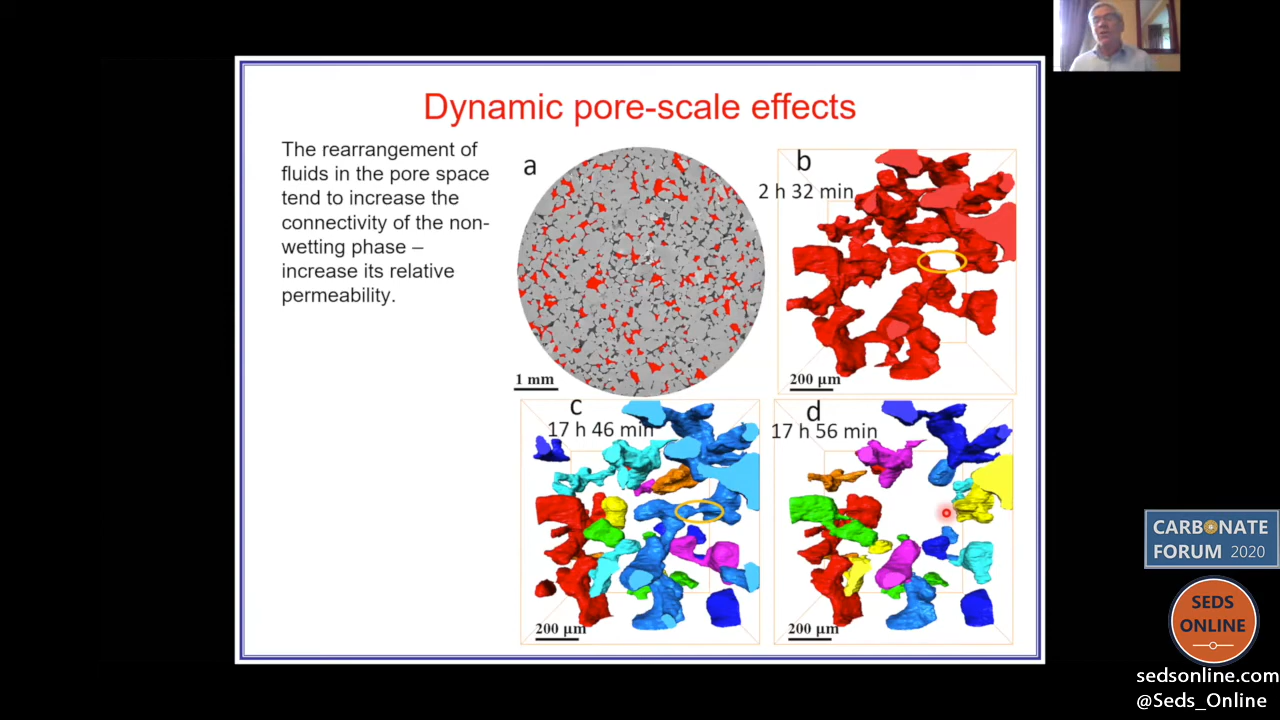 Dynamic pore-scale effects
The rearrangement of
fluids in the pore space
tend to increase the
connectivity of the non-
wetting phase –
increase its relative
permeability.
a
1 mm
b
2 h 32 min
200 µm
c
17 h 46 min
200 µm
d
17 h 56 min
200 µm
CARBONATE
FORUM 2020
SEDS
ONLINE
sedsonline.com
@Seds_Online